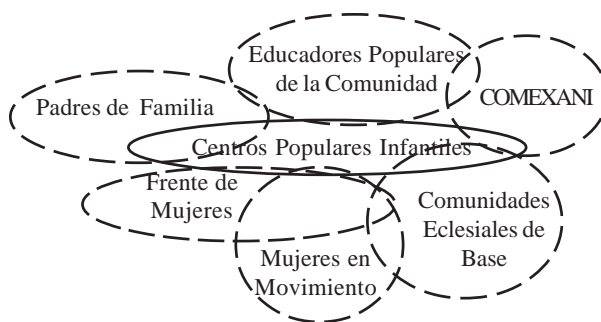 Educadores Populares
de la Comunidad
Padres de Familia
COMEXANI
Centros Populares Infantiles
Frente de
Mujeres
Comunidades
Eclesiales de
Base
Mujeres en
Movimiento